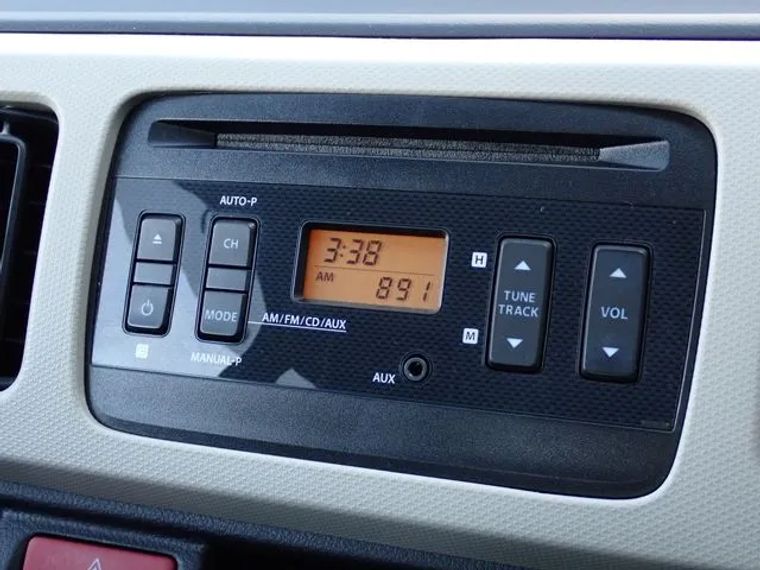 AUTO-P
CH
MODE
AM/FM/CD/AUX
MANUAL-P
3:38
AM
891
AUX
H
M
TUNE
TRACK
VOL